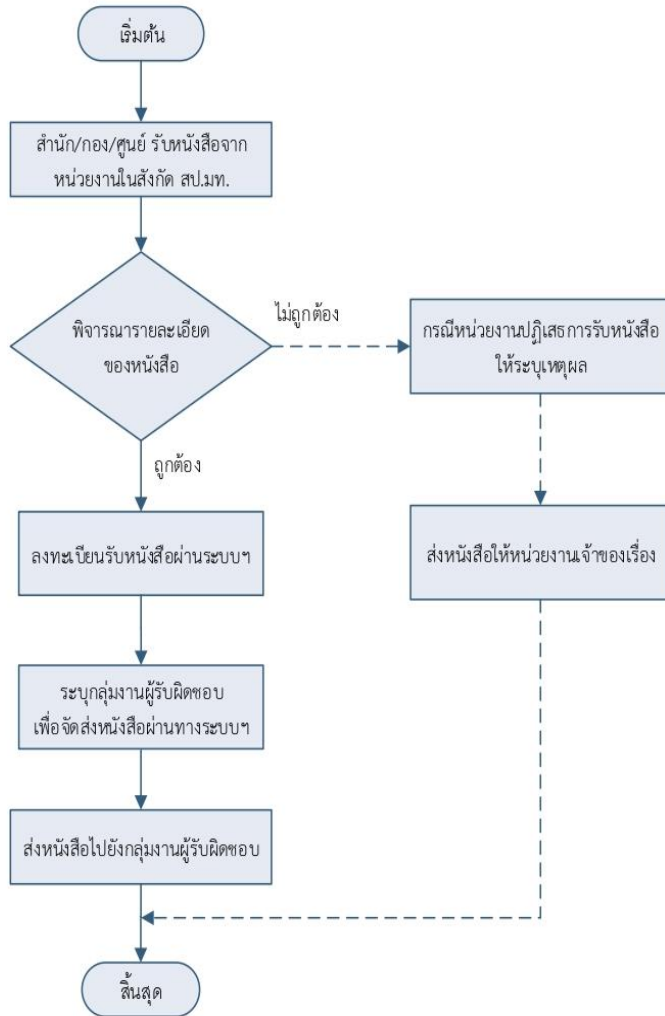 เริ่มต้น
สำนัก/กอง/ศูนย์ รับหนังสือจาก
หน่วยงานในสังกัด สป.มท.
พิจารณารายละเอียด
ของหนังสือ
ไม่ถูกต้อง
กรณีหน่วยงานปฏิเสธการรับหนังสือ
ให้ระบุเหตุผล
ถูกต้อง
ลงทะเบียนรับหนังสือผ่านระบบฯ
ส่งหนังสือให้หน่วยงานเจ้าของเรื่อง
ระบุกลุ่มงานผู้รับผิดชอบ
เพื่อจัดส่งหนังสือผ่านทางระบบฯ
ส่งหนังสือไปยังกลุ่มงานผู้รับผิดชอบ
สิ้นสุด